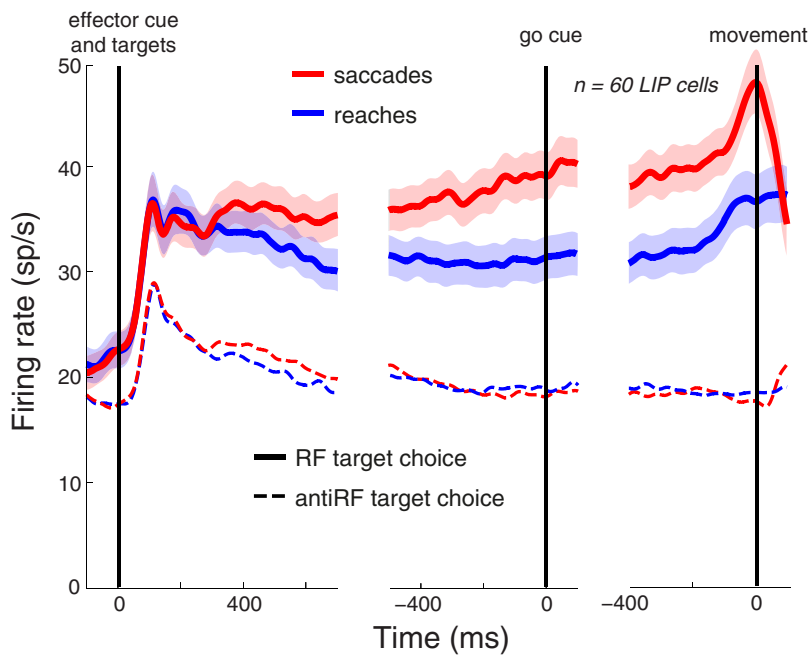 effector cue
and targets
go cue
movement
50
saccades
n = 60 LIP cells
reaches
40
30
20
RF target choice
antiRF target choice
10
0
0
400
−400
0
−400
0
Time (ms)
Firing rate (sp/s)